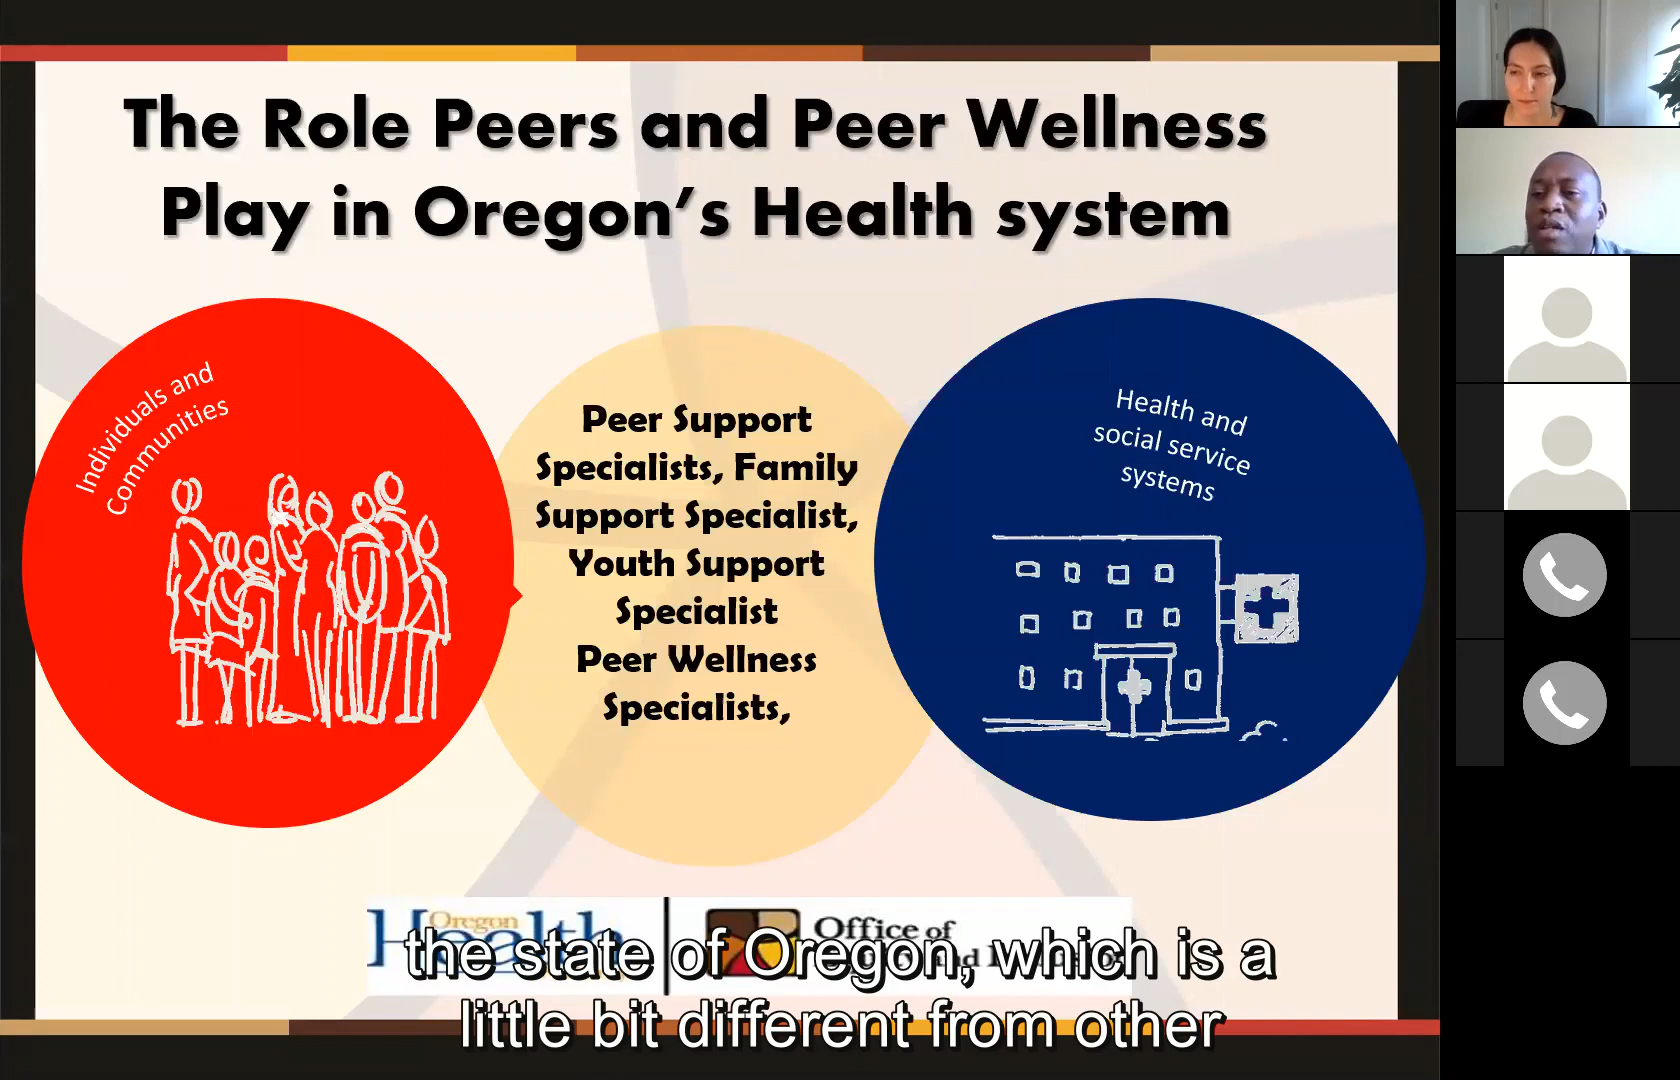 The Role Peers and Peer Wellness
Play in Oregon’s Health system
Individuals and
Communities
Peer Support
Specialists, Family
Support Specialist,
Youth Support
Specialist
Peer Wellness
Specialists,
Health and
social service
systems
Oregon
Health
Office of
and
the state of Oregon, which is a
little bit different from other